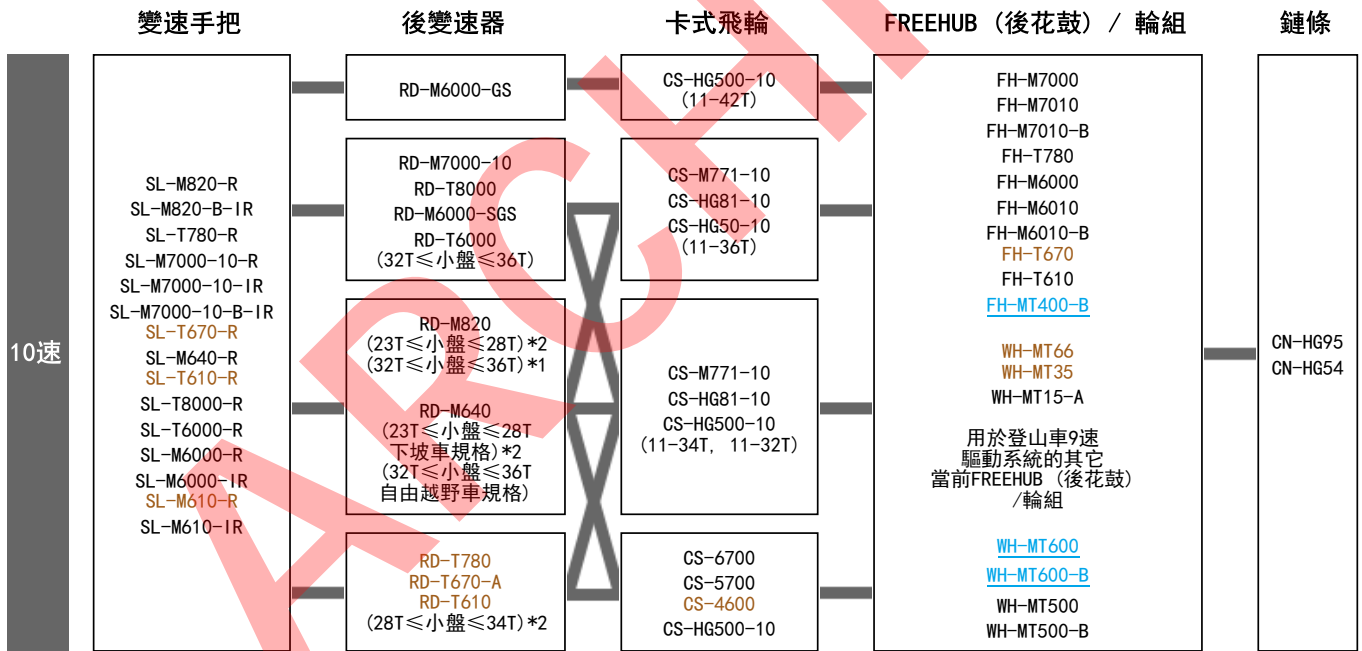 變速手把
後變速器
卡式飛輪
FREEHUB (後花鼓) / 輪組
鏈條
10速
SL-M820-R
SL-M820-B-IR
SL-T780-R
SL-M7000-10-R
SL-M7000-10-IR
SL-M7000-10-B-IR
SL-T670-R
SL-M640-R
SL-T610-R
SL-T8000-R
SL-T6000-R
SL-M6000-R
SL-M6000-IR
SL-M610-R
SL-M610-IR
RD-M6000-GS
RD-M7000-10
RD-T8000
RD-M6000-SGS
RD-T6000
(32T≤小盤≤36T)
RD-M820
(23T≤小盤≤28T)*2
(32T≤小盤≤36T)*1
RD-M640
(23T≤小盤≤28T
下坡車規格)*2
(32T≤小盤≤36T
自由越野車規格)
RD-T780
RD-T670-A
RD-T610
(28T≤小盤≤34T)*2
CS-HG500-10
(11-42T)
CS-M771-10
CS-HG81-10
CS-HG50-10
(11-36T)
CS-M771-10
CS-HG81-10
CS-HG500-10
(11-34T, 11-32T)
CS-6700
CS-5700
CS-4600
CS-HG500-10
FH-M7000
FH-M7010
FH-M7010-B
FH-T780
FH-M6000
FH-M6010
FH-M6010-B
FH-T670
FH-T610
FH-MT400-B
WH-MT66
WH-MT35
WH-MT15-A
用於登山車9速
驅動系統的其它
當前FREEHUB (後花鼓)
/輪組
WH-MT600
WH-MT600-B
WH-MT500
WH-MT500-B
CN-HG95
CN-HG54
ARCHI